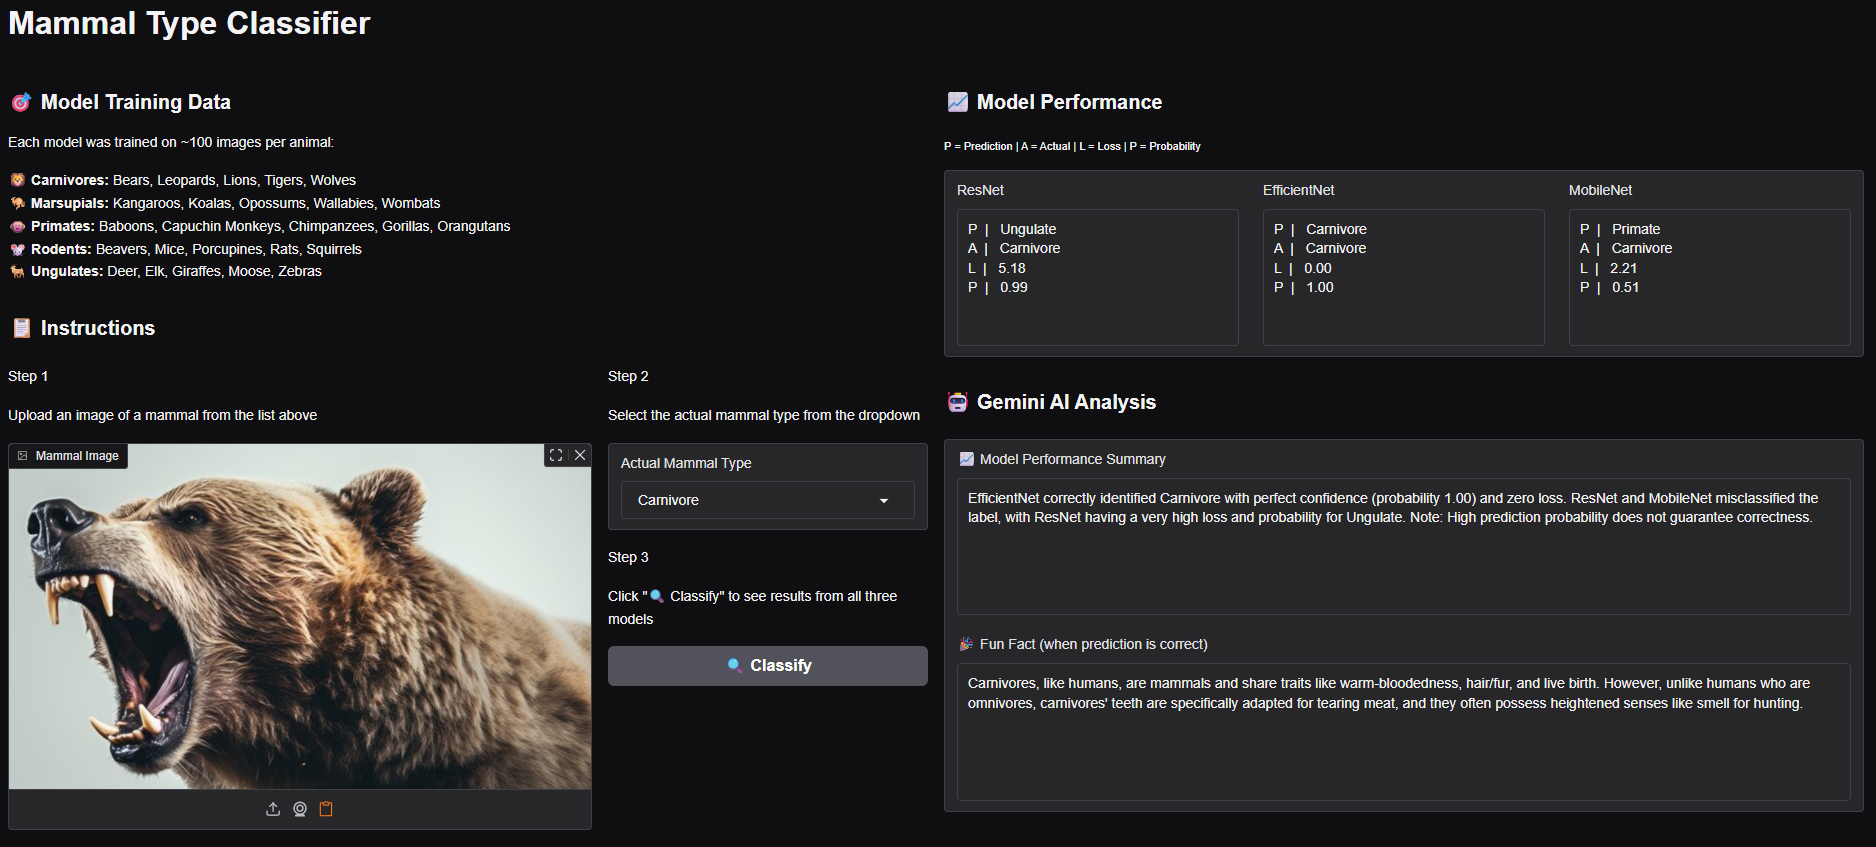 Mammal Type Classifier
🎯 Model Training Data
Each model was trained on ~100 images per animal:
🦁 Carnivores: Bears, Leopards, Lions, Tigers, Wolves
🦘 Marsupials: Kangaroos, Koalas, Opossums, Wallabies, Wombats
🐵 Primates: Baboons, Capuchin Monkeys, Chimpanzees, Gorillas, Orangutans
🐭 Rodents: Beavers, Mice, Porcupines, Rats, Squirrels
🦌 Ungulates: Deer, Elk, Giraffes, Moose, Zebras
📋 Instructions
Step 1
Upload an image of a mammal from the list above
Mammal Image
Step 2
Select the actual mammal type from the dropdown
Actual Mammal Type
Carnivore
Step 3
Click "🔍 Classify" to see results from all three
models
🔍 Classify
📈 Model Performance
P = Prediction | A = Actual | L = Loss | P = Probability
ResNet
P | Ungulate
A | Carnivore
L | 5.18
P | 0.99
EfficientNet
P | Carnivore
A | Carnivore
L | 0.00
P | 1.00
MobileNet
P | Primate
A | Carnivore
L | 2.21
P | 0.51
🤖 Gemini AI Analysis
📈 Model Performance Summary
EfficientNet correctly identified Carnivore with perfect confidence (probability 1.00) and zero loss. ResNet and MobileNet misclassified the
label, with ResNet having a very high loss and probability for Ungulate. Note: High prediction probability does not guarantee correctness.
🎉 Fun Fact (when prediction is correct)
Carnivores, like humans, are mammals and share traits like warm-bloodedness, hair/fur, and live birth. However, unlike humans who are
omnivores, carnivores' teeth are specifically adapted for tearing meat, and they often possess heightened senses like smell for hunting.